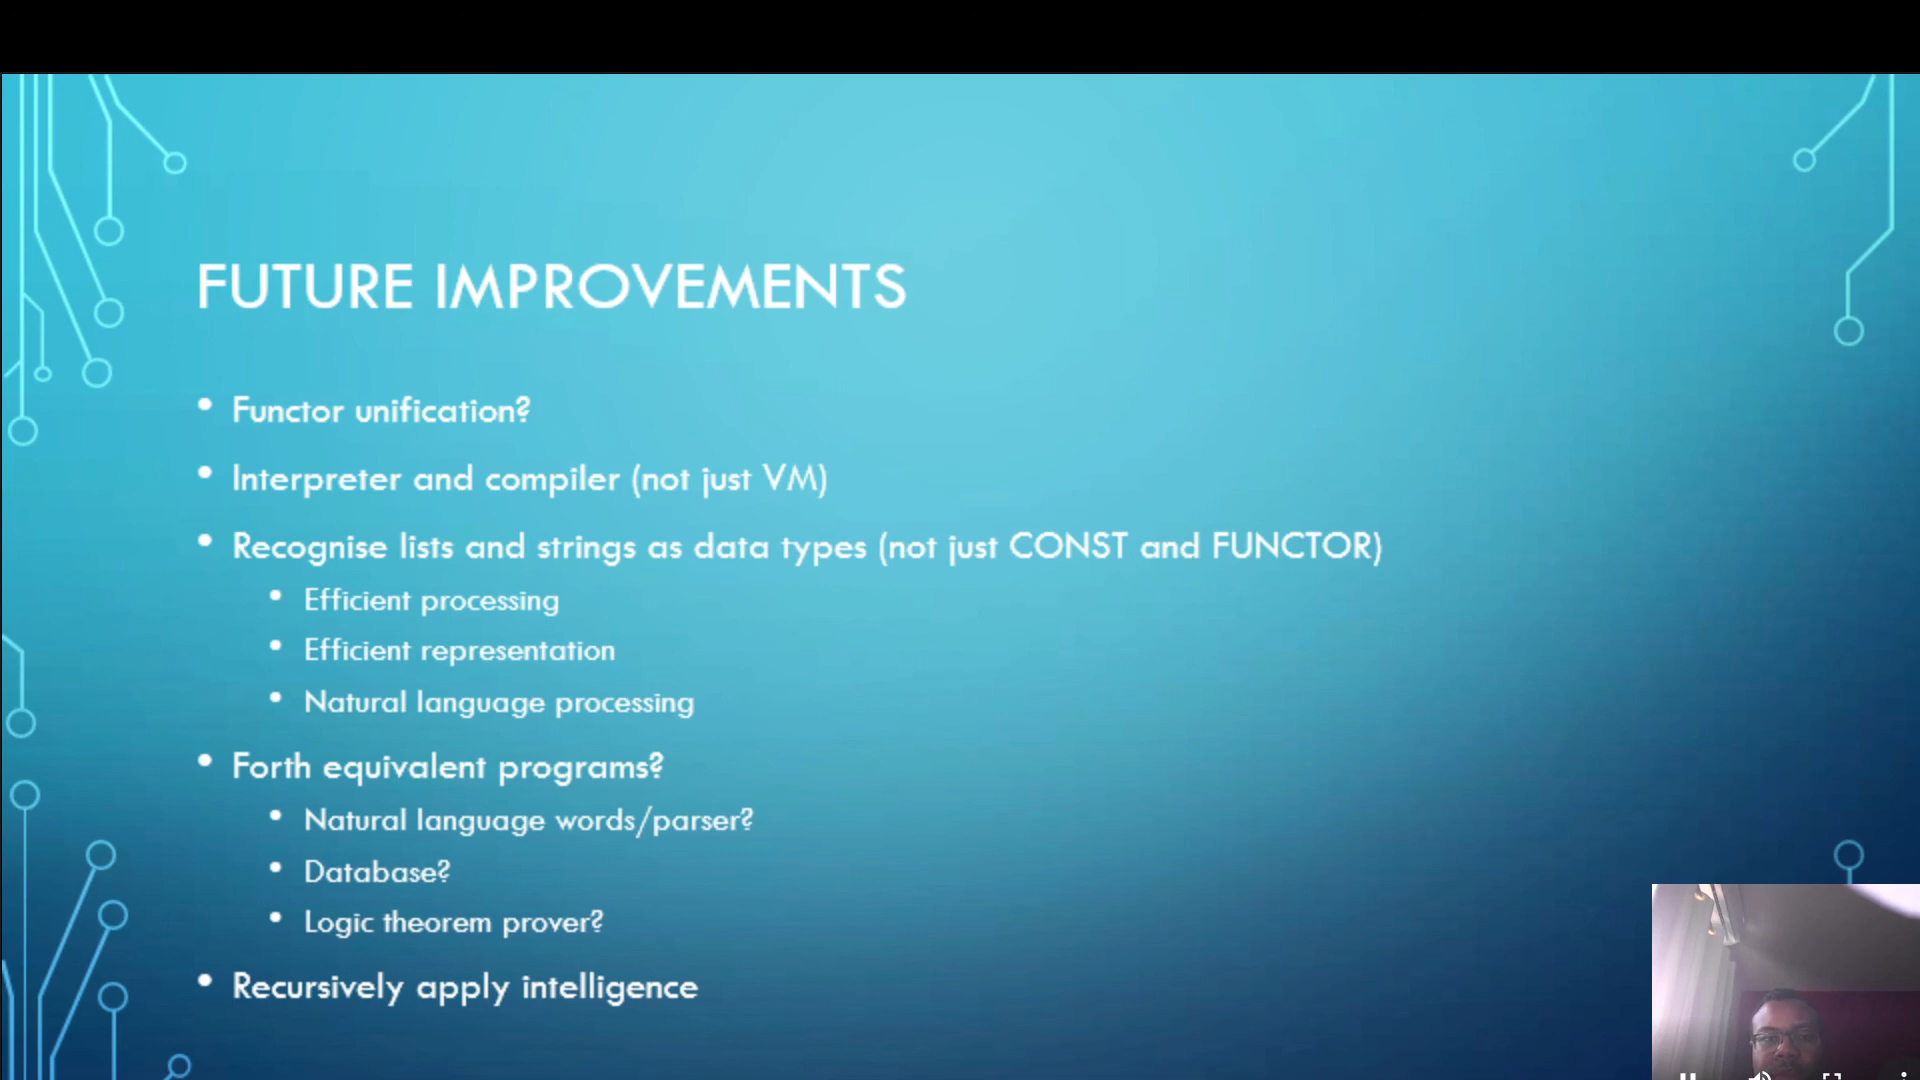 FUTURE IMPROVEMENTS
• Functor unification?
• Interpreter and compiler (not just VM)
• Recognise lists and strings as data types (not just CONST and FUNCTOR)
• Efficient processing
• Efficient representation
• Natural language processing
• Forth equivalent programs?
• Natural language words/parser?
• Database?
• Logic theorem prover?
• Recursively apply intelligence